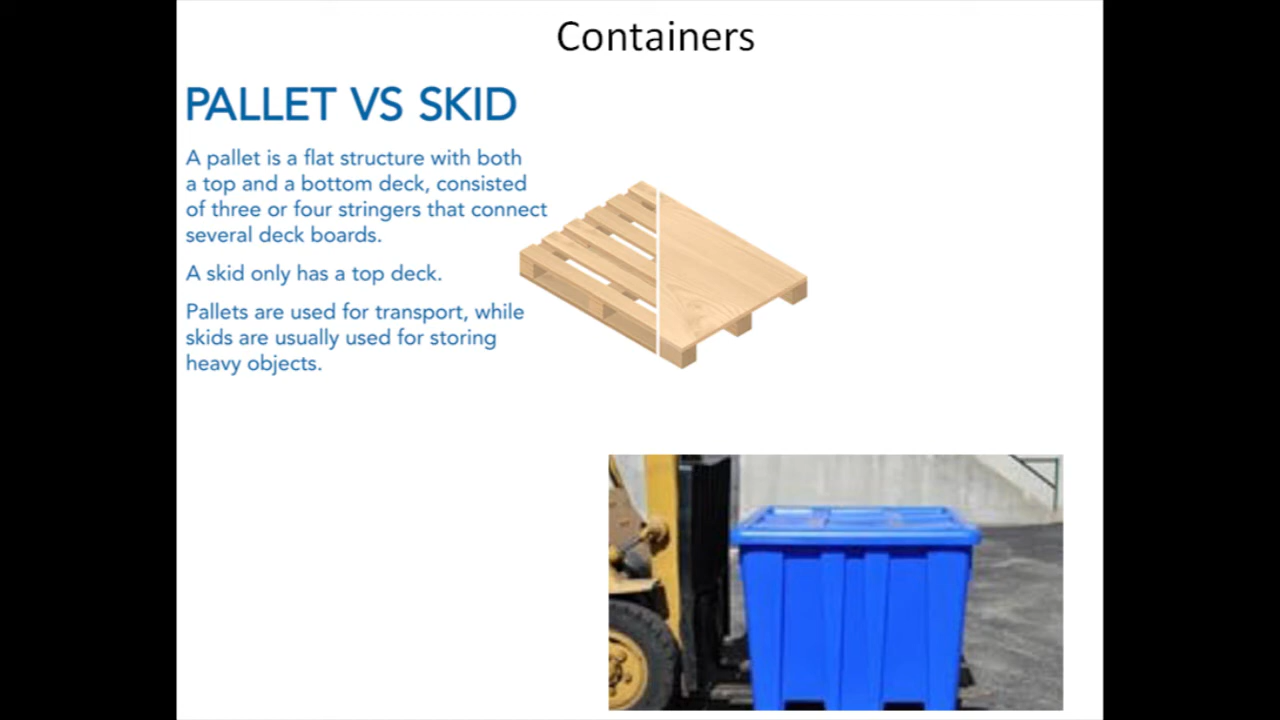 Containers
PALLET VS SKID
A pallet is a flat structure with both
a top and a bottom deck, consisted
of three or four stringers that connect
several deck boards.
A skid only has a top deck.
Pallets are used for transport, while
skids are usually used for storing
heavy objects.